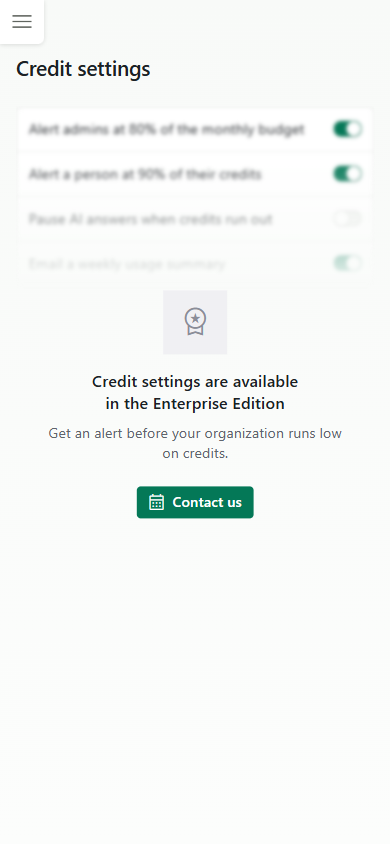 Credit settings
Alert admins at 80% of the monthly budget
Alert a person at 90% of their credits
Pause AI answers when credits run out
Email a weekly usage summary
Credit settings are available
in the Enterprise Edition
Get an alert before your organization runs low
on credits.
Contact us